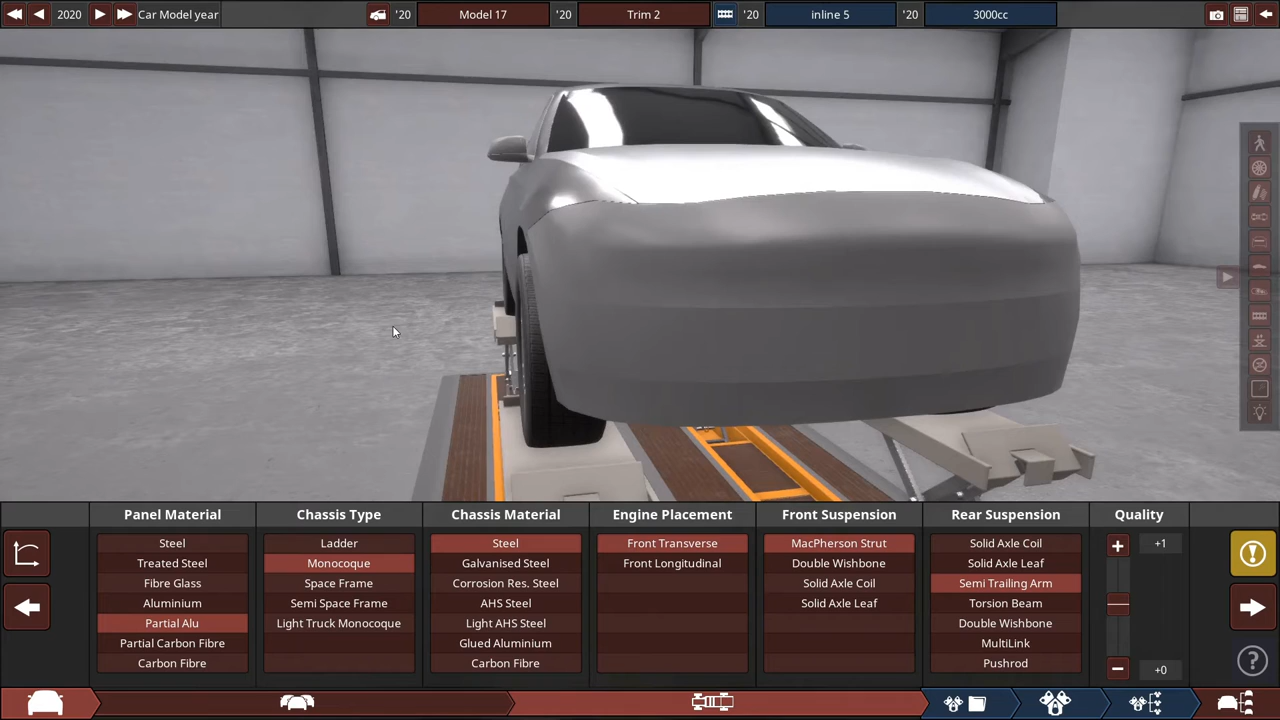 2020 Car Model year '20 Model 17 '20 Trim 2 '20 inline 5 '20 3000cc
Panel Material Chassis Type Chassis Material Engine Placement Front Suspension Rear Suspension Quality
Steel Ladder Steel Front Transverse MacPherson Strut Solid Axle Coil +1
Treated Steel Monocoque Galvanised Steel Front Longitudinal Double Wishbone Solid Axle Leaf
Fibre Glass Space Frame Corrosion Res. Steel Solid Axle Coil Semi Trailing Arm
Aluminium Semi Space Frame AHS Steel Solid Axle Leaf Torsion Beam
Partial Alu Light Truck Monocoque Light AHS Steel Double Wishbone
Partial Carbon Fibre Glued Aluminium MultiLink
Carbon Fibre Carbon Fibre Pushrod +0